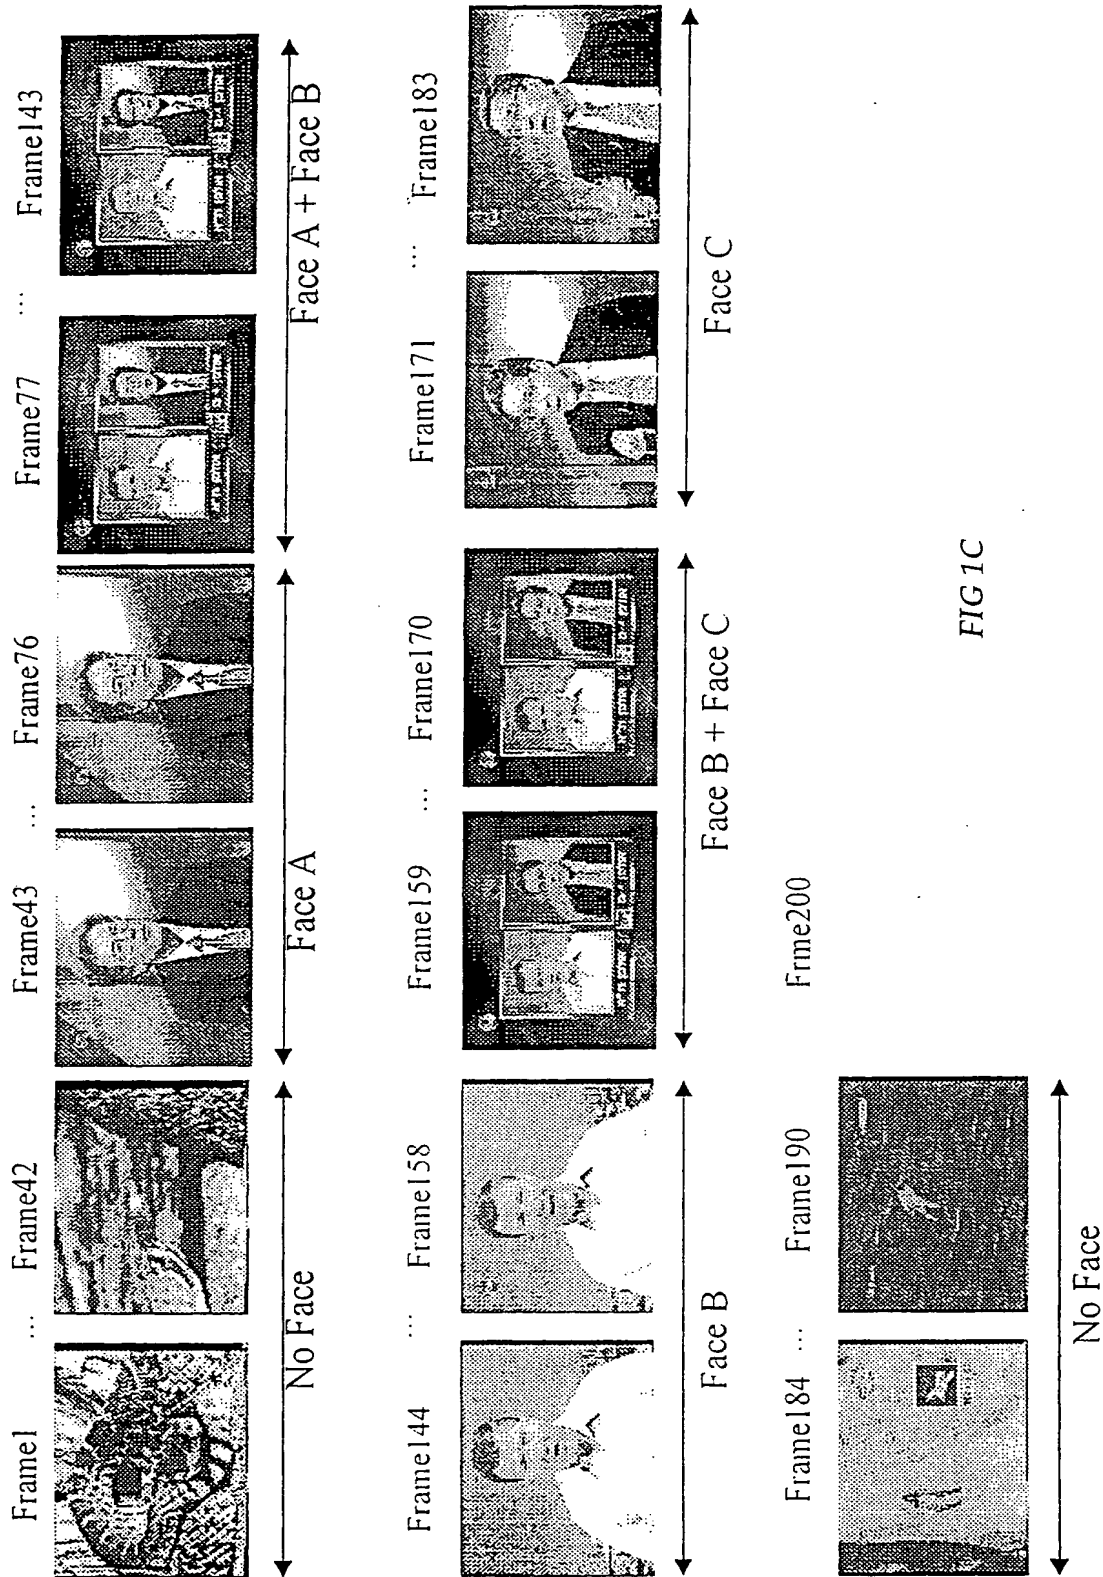 Frame1 ... Frame42 Frame43 ... Frame76 Frame77 ... Frame143
No Face Face A Face A + Face B
Frame144 ... Frame158 Frame159 ... Frame170 Frame171 ... Frame183
Face B Face B + Face C Face C
Frame184 ... Frame190 Frme200
No Face
FIG 1C